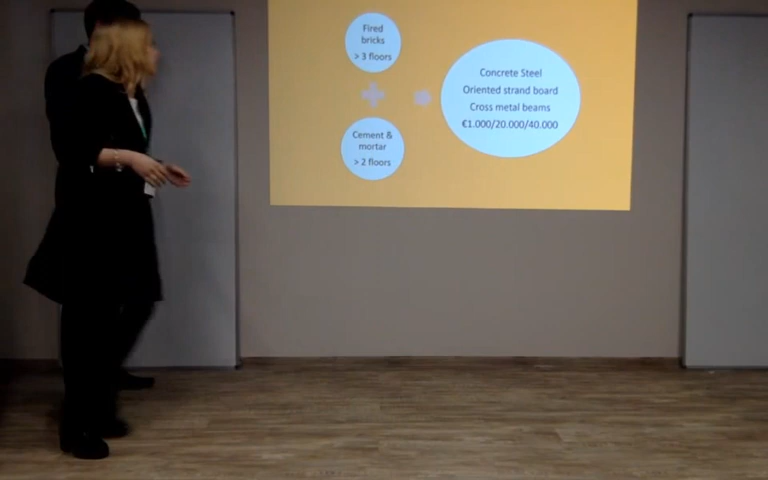 Fired
bricks
> 3 floors
Cement &
mortar
> 2 floors
Concrete Steel
Oriented strand board
Cross metal beams
€1.000/20.000/40.000